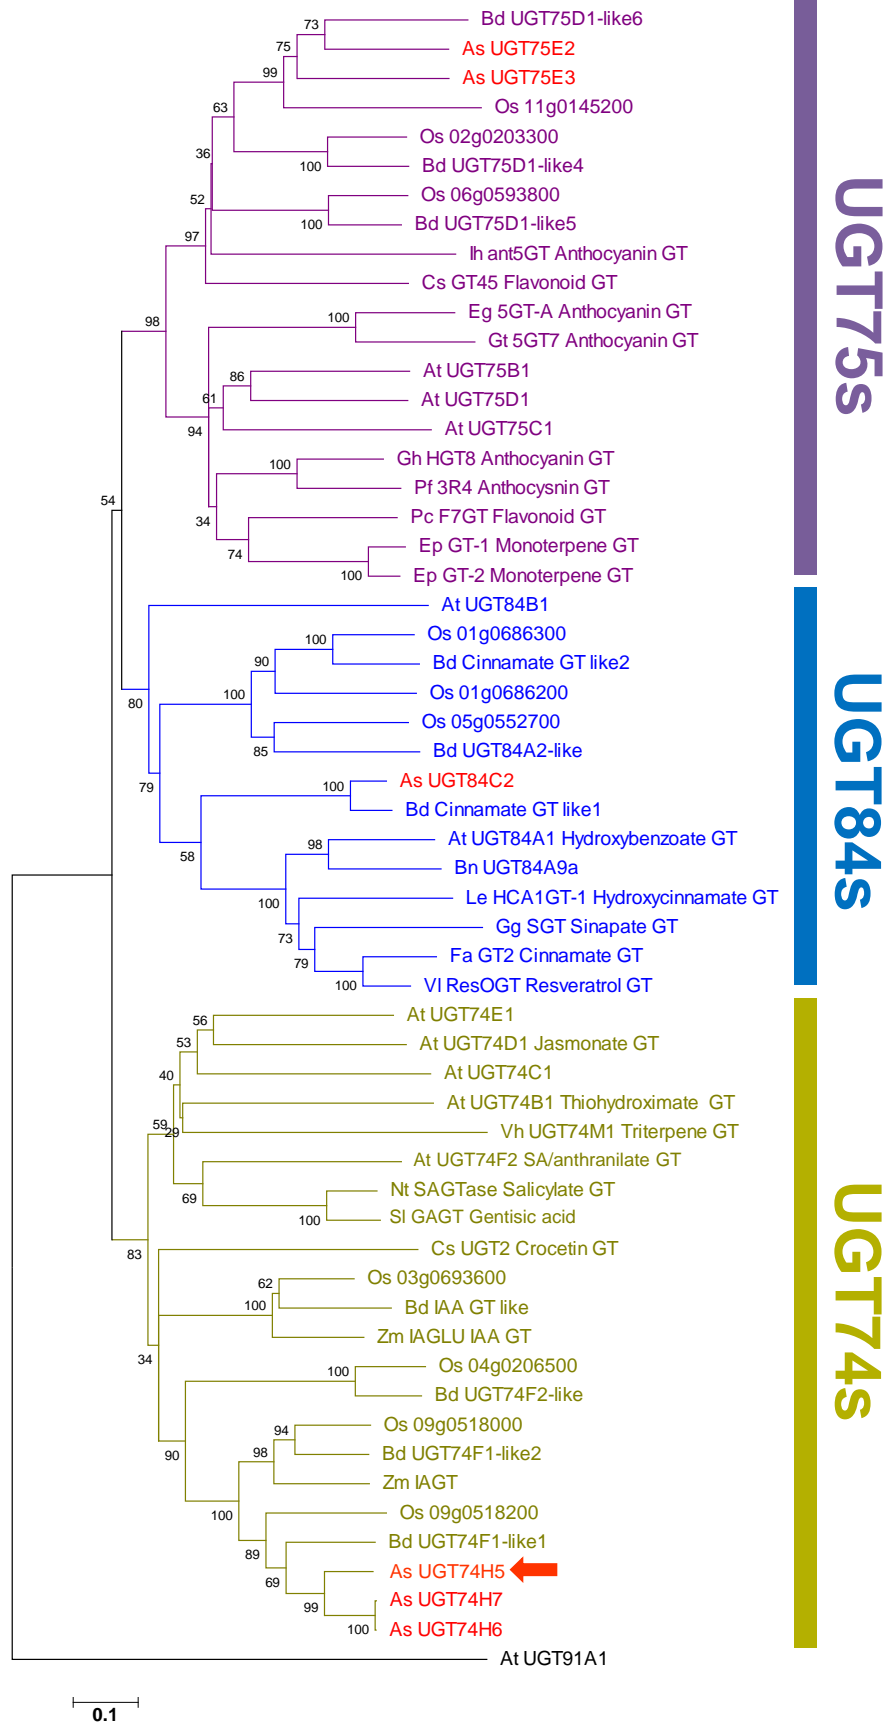 73
Bd UGT75D1-like6
75
As UGT75E2
99
As UGT75E3
63
Os 11g0145200
Os 02g0203300
36
100
Bd UGT75D1-like4
52
Os 06g0593800
100
Bd UGT75D1-like5
97
Ih ant5GT Anthocyanin GT
Cs GT45 Flavonoid GT
98
100
Eg 5GT-A Anthocyanin GT
Gt 5GT7 Anthocyanin GT
86
At UGT75B1
61
At UGT75D1
94
At UGT75C1
100
Gh HGT8 Anthocyanin GT
Pf 3R4 Anthocysnin GT
54
34
Pc F7GT Flavonoid GT
74
Ep GT-1 Monoterpene GT
100
Ep GT-2 Monoterpene GT
UGT75s
At UGT84B1
100
Os 01g0686300
90
Bd Cinnamate GT like2
100
Os 01g0686200
80
Os 05g0552700
85
Bd UGT84A2-like
79
100
As UGT84C2
Bd Cinnamate GT like1
58
98
At UGT84A1 Hydroxybenzoate GT
Bn UGT84A9a
100
Le HCA1GT-1 Hydroxycinnamate GT
73
Gg SGT Sinapate GT
79
Fa GT2 Cinnamate GT
100
Vl ResOGT Resveratrol GT
UGT84s
56
At UGT74E1
53
At UGT74D1 Jasmonate GT
40
At UGT74C1
At UGT74B1 Thiohydroximate GT
59
29
Vh UGT74M1 Triterpene GT
At UGT74F2 SA/anthranilate GT
69
Nt SAGTase Salicylate GT
100
Sl GAGT Gentisic acid
83
Cs UGT2 Crocetin GT
62
Os 03g0693600
100
Bd IAA GT like
Zm IAGLU IAA GT
34
100
Os 04g0206500
Bd UGT74F2-like
90
94
Os 09g0518000
98
Bd UGT74F1-like2
Zm IAGT
100
Os 09g0518200
89
Bd UGT74F1-like1
69
As UGT74H5
99
As UGT74H7
100
As UGT74H6
UGT74s
At UGT91A1
0.1